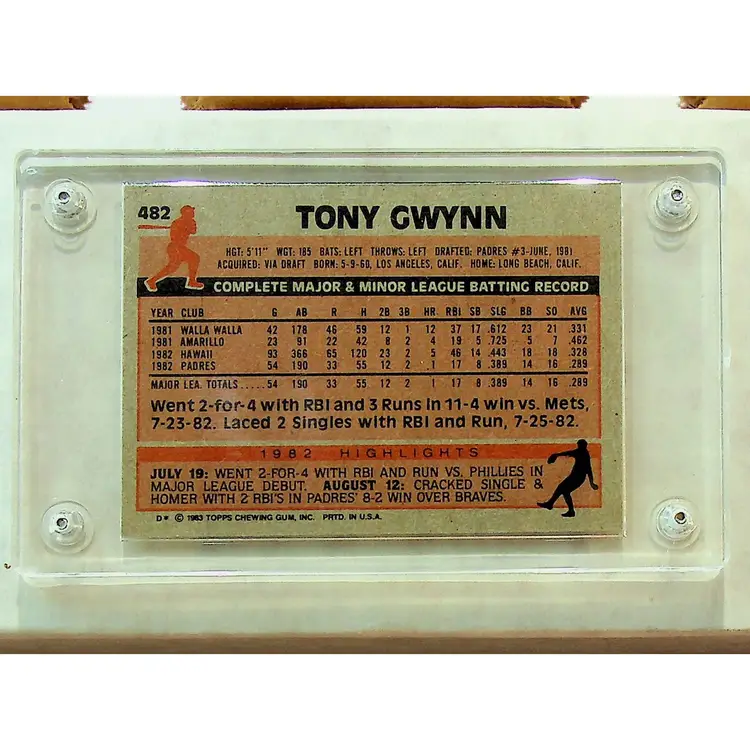 482
TONY GWYNN
HGT: 5'11" WGT: 185 BATS: LEFT THROWS: LEFT DRAFTED: PADRES #3-JUNE, 1981
ACQUIRED: VIA DRAFT BORN: 5-9-60, LOS ANGELES, CALIF. HOME: LONG BEACH, CALIF.
COMPLETE MAJOR & MINOR LEAGUE BATTING RECORD
YEAR CLUB G AB R H 2B 3B HR RBI SB SLG BB SO AVG
1981 WALLA WALLA 42 178 46 59 12 1 12 37 17 .612 23 21 .331
1981 AMARILLO 23 91 22 42 8 2 4 19 5 .725 5 7 .462
1982 HAWAII 93 366 65 120 23 2 5 46 14 .443 18 18 .328
1982 PADRES 54 190 33 55 12 2 1 17 8 .389 14 16 .289
MAJOR LEA. TOTALS.....54 190 33 55 12 2 1 17 8 .389 14 16 .289
Went 2-for-4 with RBI and 3 Runs in 11-4 win vs. Mets,
7-23-82. Laced 2 Singles with RBI and Run, 7-25-82.
1982 HIGHLIGHTS
JULY 19: WENT 2-FOR-4 WITH RBI AND RUN VS. PHILLIES IN
MAJOR LEAGUE DEBUT. AUGUST 12: CRACKED SINGLE &
HOMER WITH 2 RBI'S IN PADRES' 8-2 WIN OVER BRAVES.
D* © 1983 TOPPS CHEWING GUM, INC. PRTD. IN U.S.A.